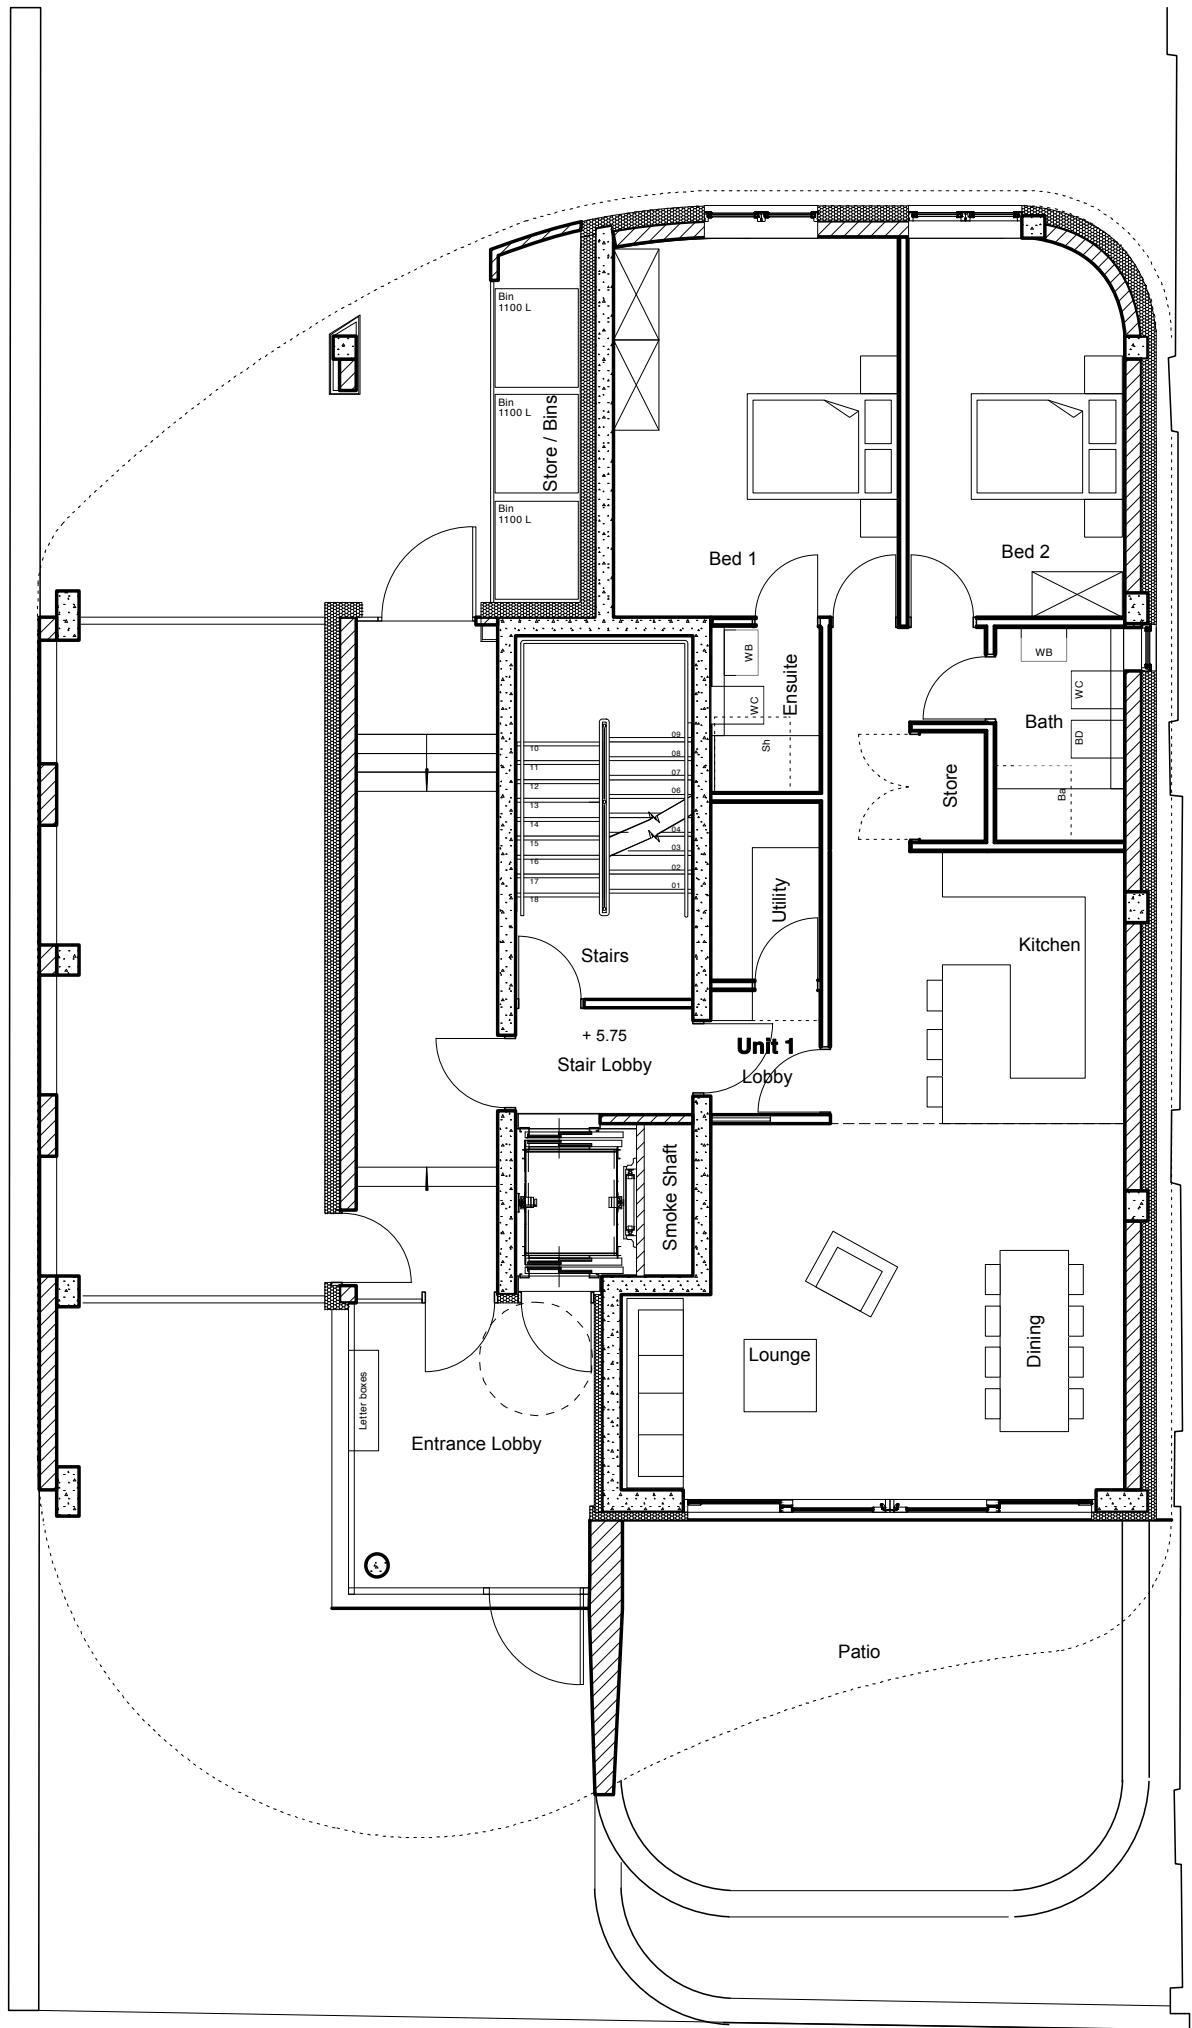 Bin
1100 L
Bin
1100 L
Store / Bins
Bin
1100 L
Bed 1
Bed 2
WB
WC
Ensuite
Sh
WB
WC
Bath
BD
Ba
Store
09
10
08
11
07
12
06
13
14
04
15
03
16
02
17
01
18
Utility
Kitchen
Stairs
+ 5.75
Stair Lobby
Unit 1
Lobby
Smoke Shaft
Lounge
Dining
Letter boxes
Entrance Lobby
Patio